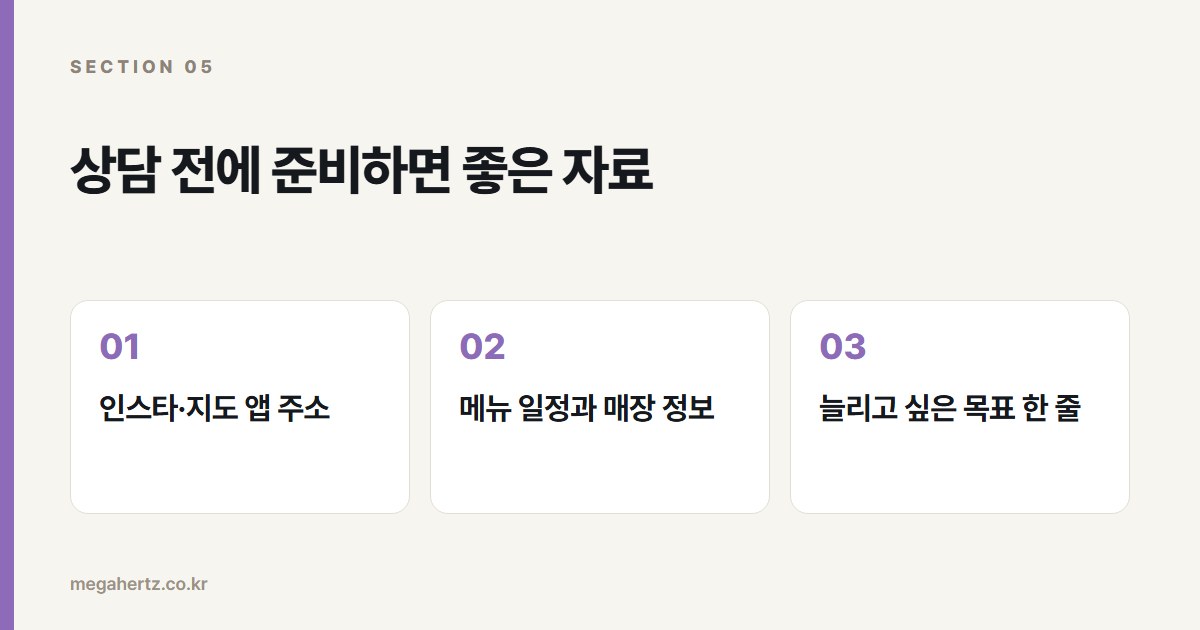 SECTION 05
상담 전에 준비하면 좋은 자료
01
인스타·지도 앱 주소
02
메뉴 일정과 매장 정보
03
늘리고 싶은 목표 한 줄
megahertz.co.kr